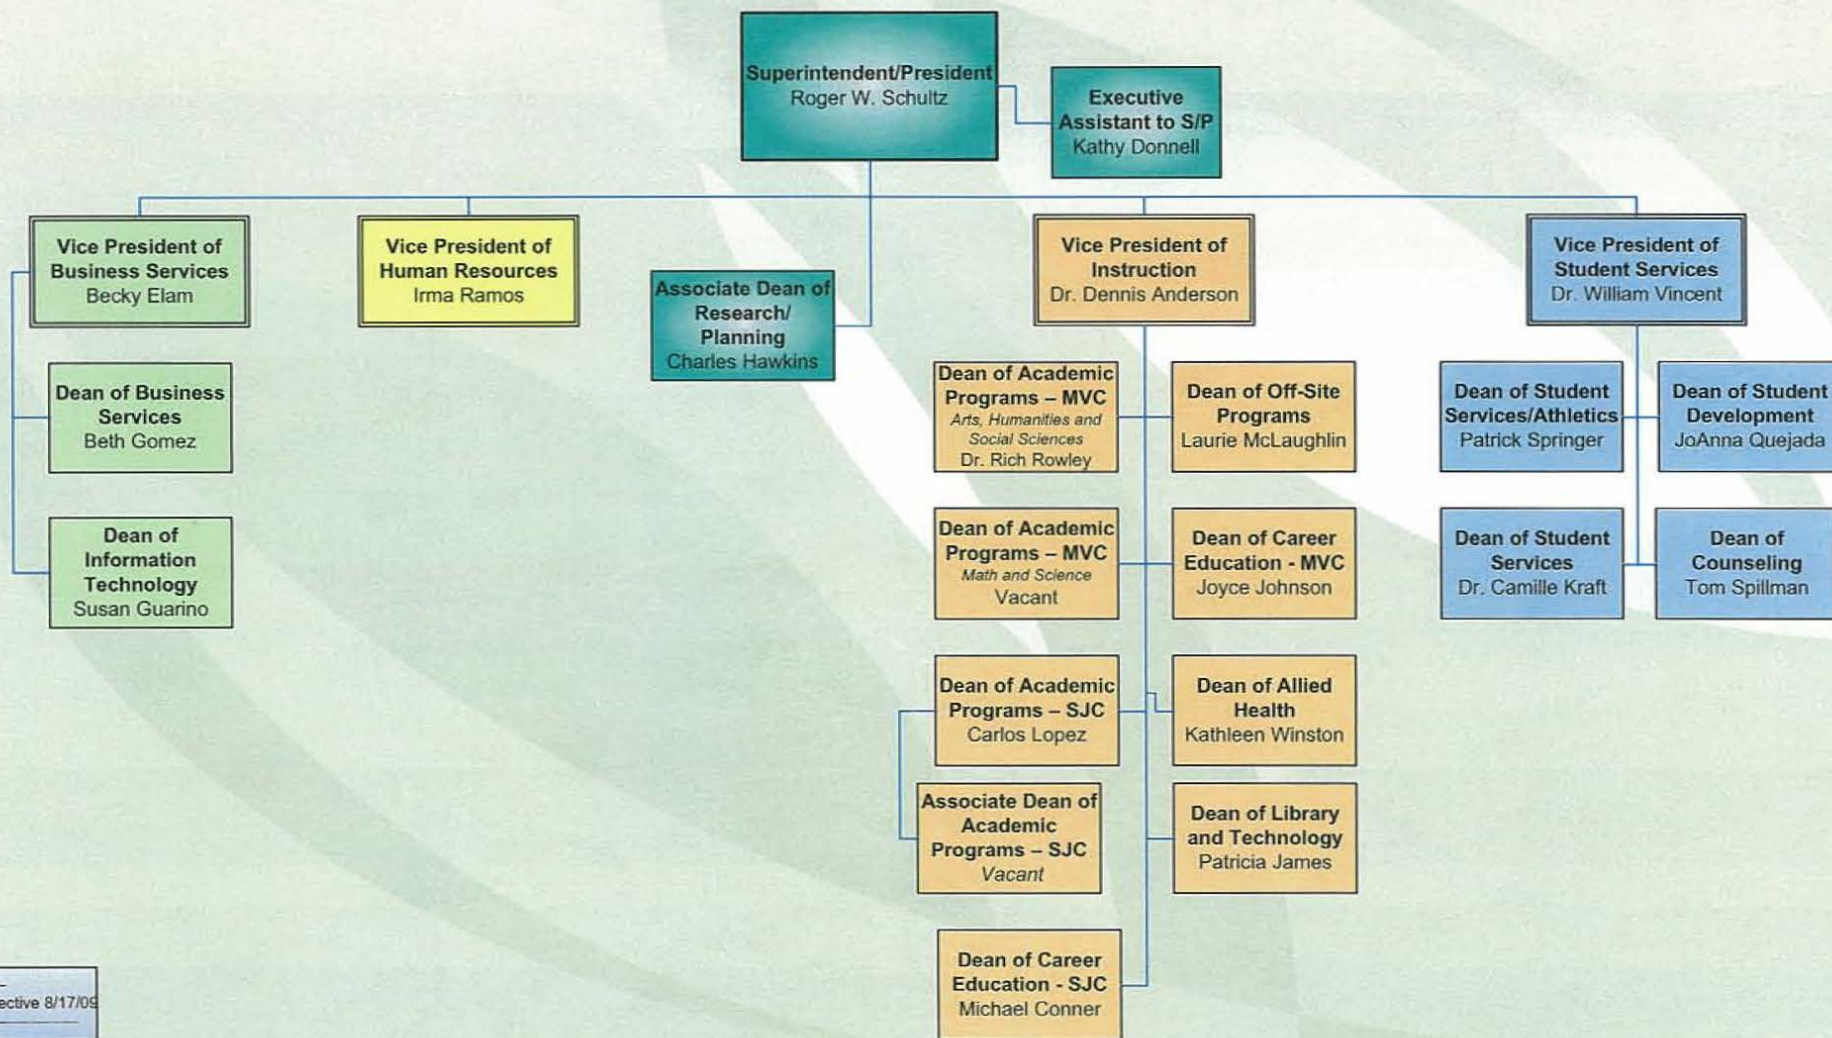 Superintendent/President
Roger W. Schultz
Executive
Assistant to S/P
Kathy Donnell
Vice President of
Business Services
Becky Elam
Vice President of
Human Resources
Irma Ramos
Associate Dean of
Research/
Planning
Charles Hawkins
Vice President of
Instruction
Dr. Dennis Anderson
Vice President of
Student Services
Dr. William Vincent
Dean of Business
Services
Beth Gomez
Dean of
Information
Technology
Susan Guarino
Dean of Academic
Programs – MVC
Arts, Humanities and
Social Sciences
Dr. Rich Rowley
Dean of Off-Site
Programs
Laurie McLaughlin
Dean of Academic
Programs – MVC
Math and Science
Vacant
Dean of Career
Education - MVC
Joyce Johnson
Dean of Academic
Programs – SJC
Carlos Lopez
Dean of Allied
Health
Kathleen Winston
Associate Dean of
Academic
Programs – SJC
Vacant
Dean of Library
and Technology
Patricia James
Dean of Career
Education - SJC
Michael Conner
Dean of Student
Services/Athletics
Patrick Springer
Dean of Student
Development
JoAnna Quejada
Dean of Student
Services
Dr. Camille Kraft
Dean of
Counseling
Tom Spillman
8/17/09